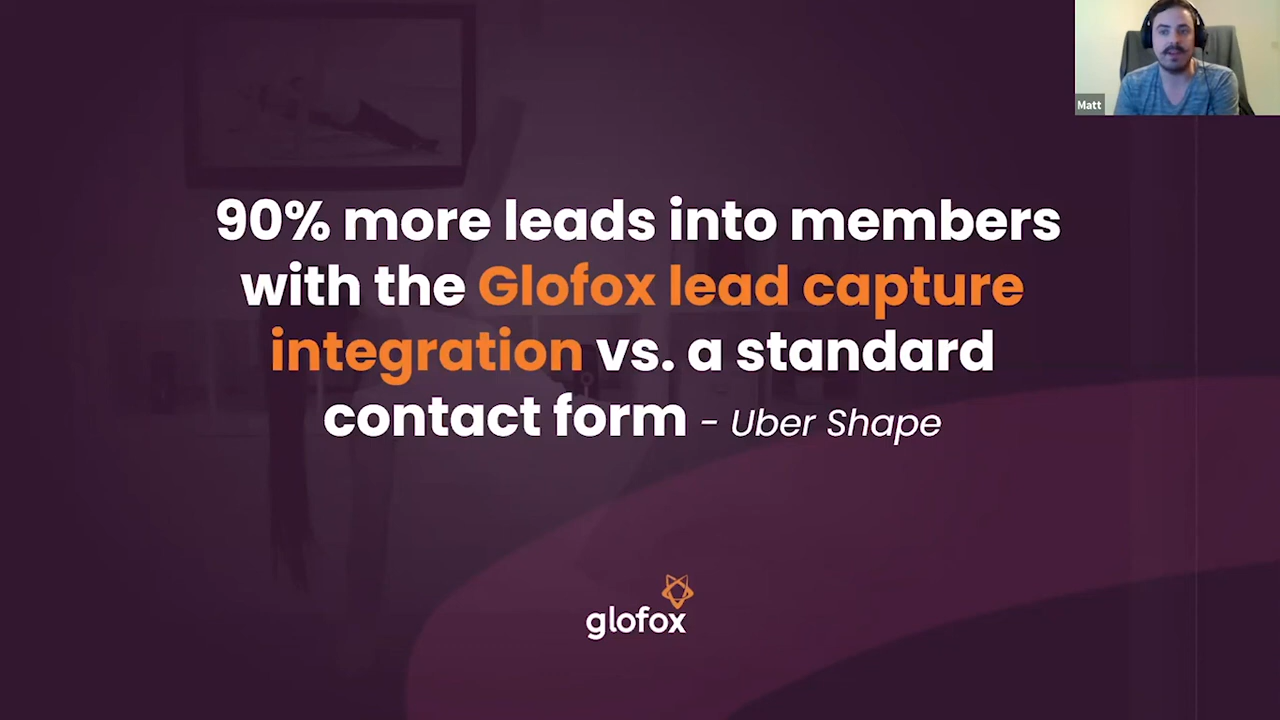 Matt
90% more leads into members
with the Glofox lead capture
integration vs. a standard
contact form - Uber Shape
glofox